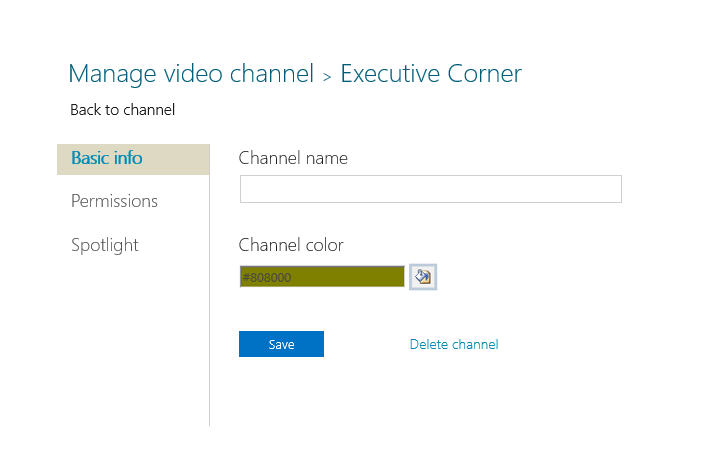 Manage video channel > Executive Corner
Back to channel
Basic info
Permissions
Spotlight
Channel name
Channel color
#808000
Save
Delete channel